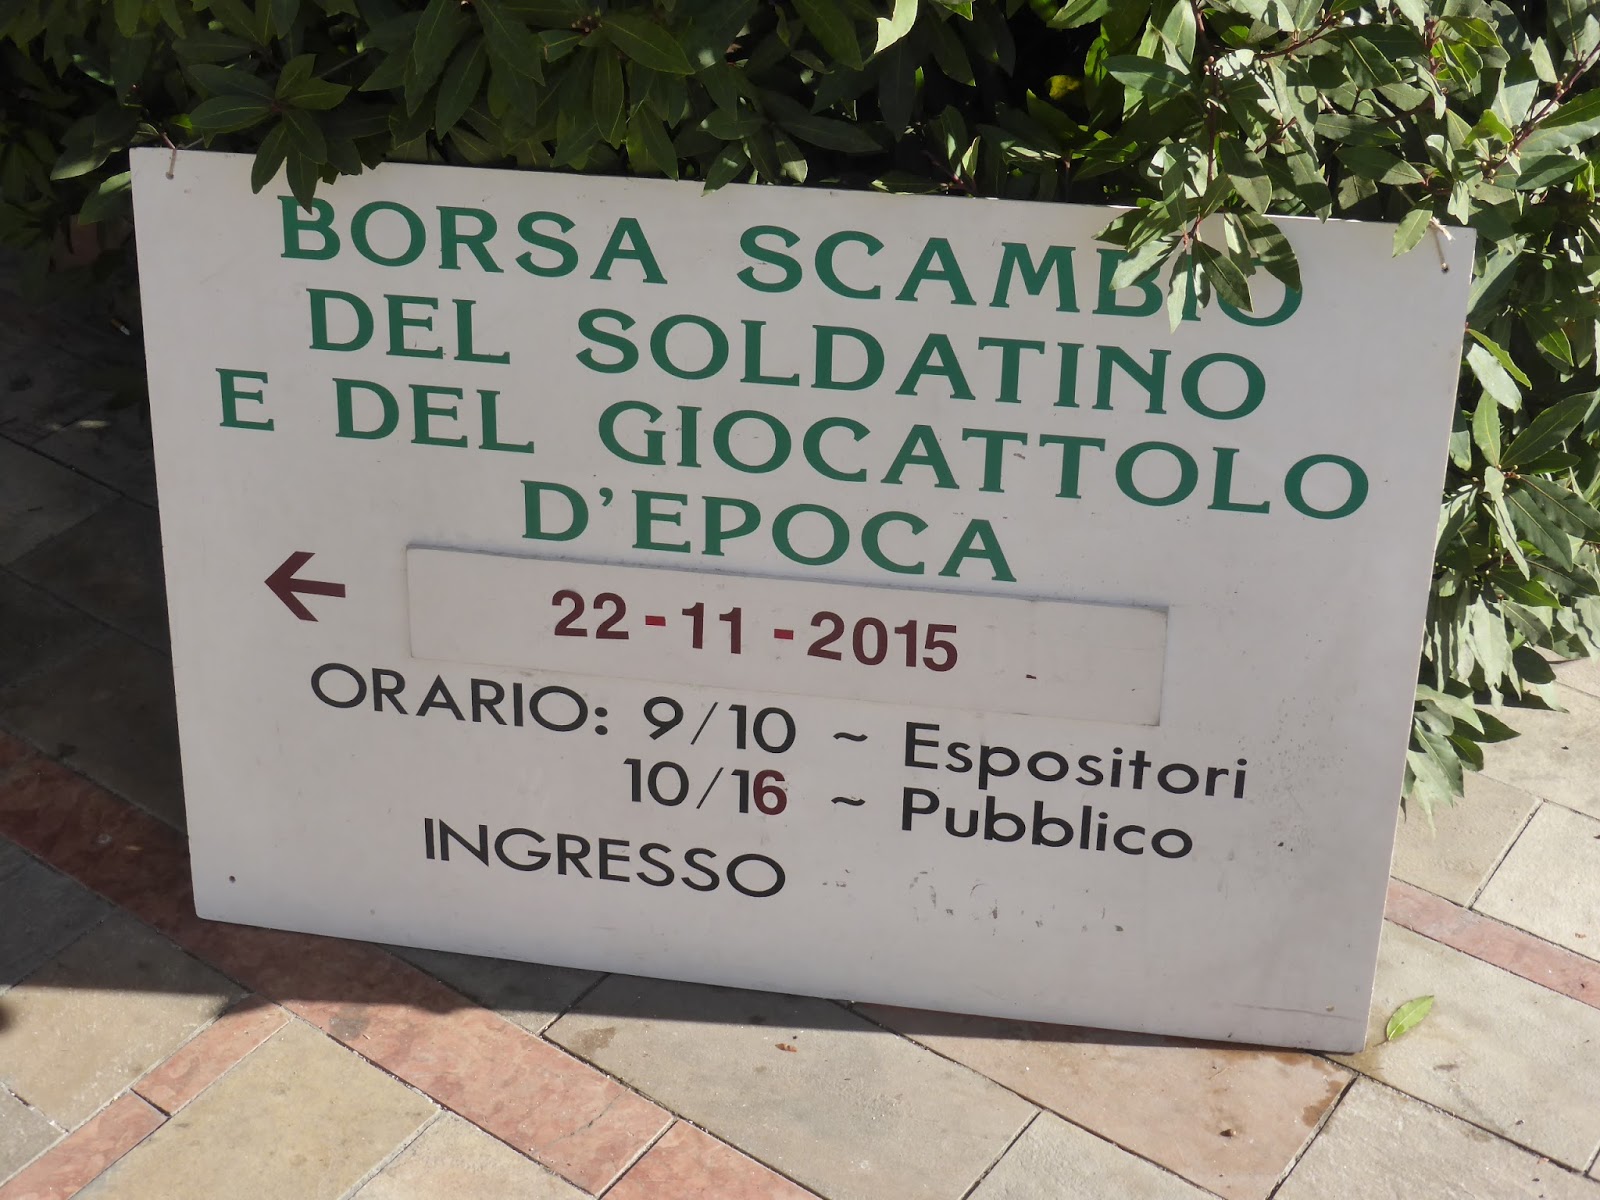 BORSA SCAMBIO
DEL SOLDATINO
E DEL GIOCATTOLO
D'EPOCA
22-11-2015
ORARIO: 9/10 ~ Espositori
10/16 ~ Pubblico
INGRESSO